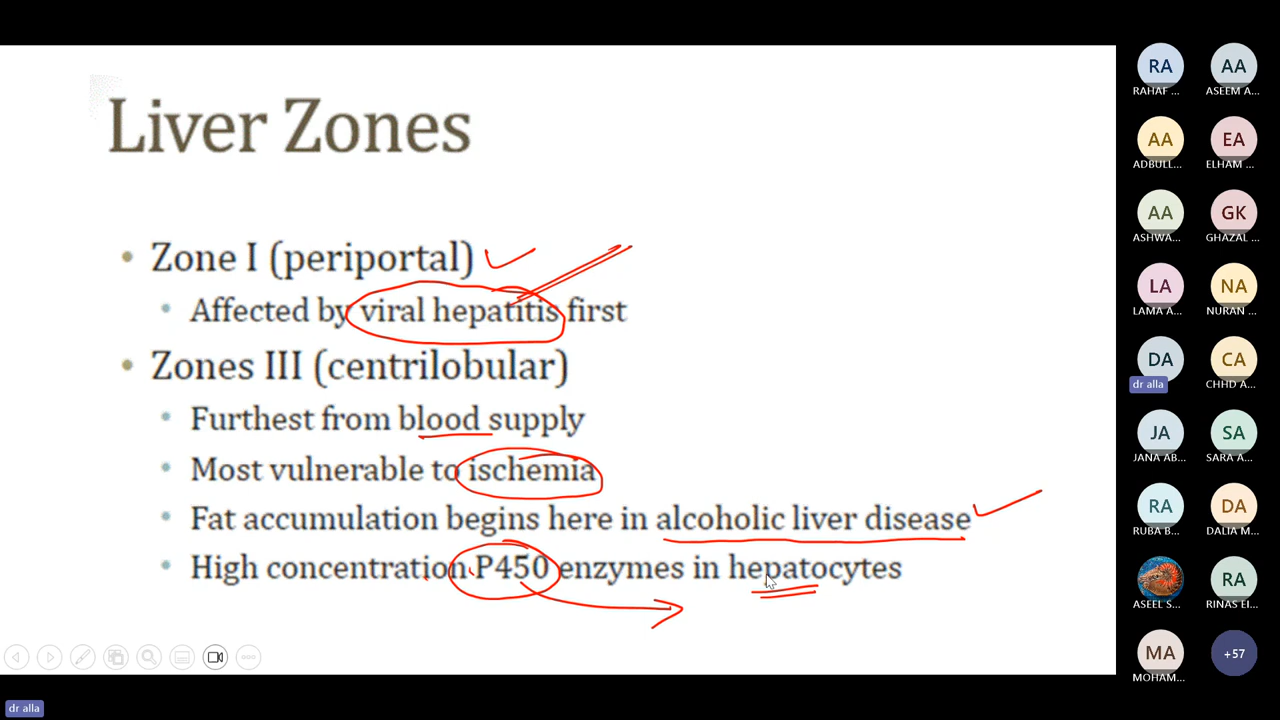 Liver Zones
• Zone I (periportal)
• Affected by viral hepatitis first
• Zones III (centrilobular)
• Furthest from blood supply
• Most vulnerable to ischemia
• Fat accumulation begins here in alcoholic liver disease
• High concentration P450 enzymes in hepatocytes
dr alla
RA AA
RAHAF ... ASEEM A...
AA EA
ADBULL... ELHAM ...
AA GK
ASHWA... GHAZAL ...
LA NA
LAMA A... NURAN ...
DA CA
dr alla CHHD A...
JA SA
JANA AB... SARA A...
RA DA
RUBA B... DALIA M...
RA
ASEEL S... RINAS EI...
MA +57
MOHAM...